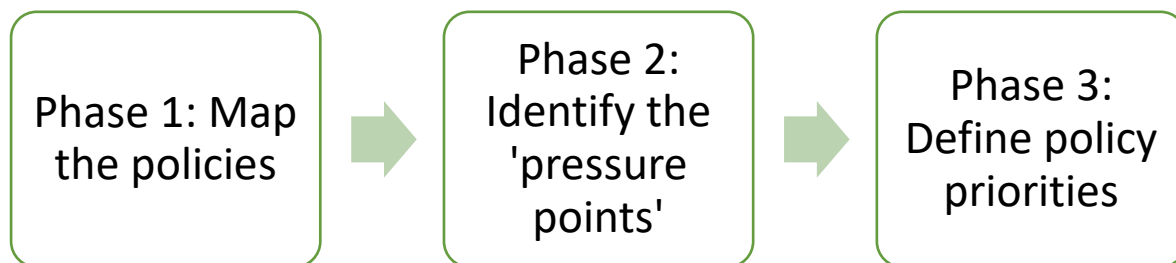 Phase 1: Map
the policies
Phase 2:
Identify the
'pressure
points'
Phase 3:
Define policy
priorities